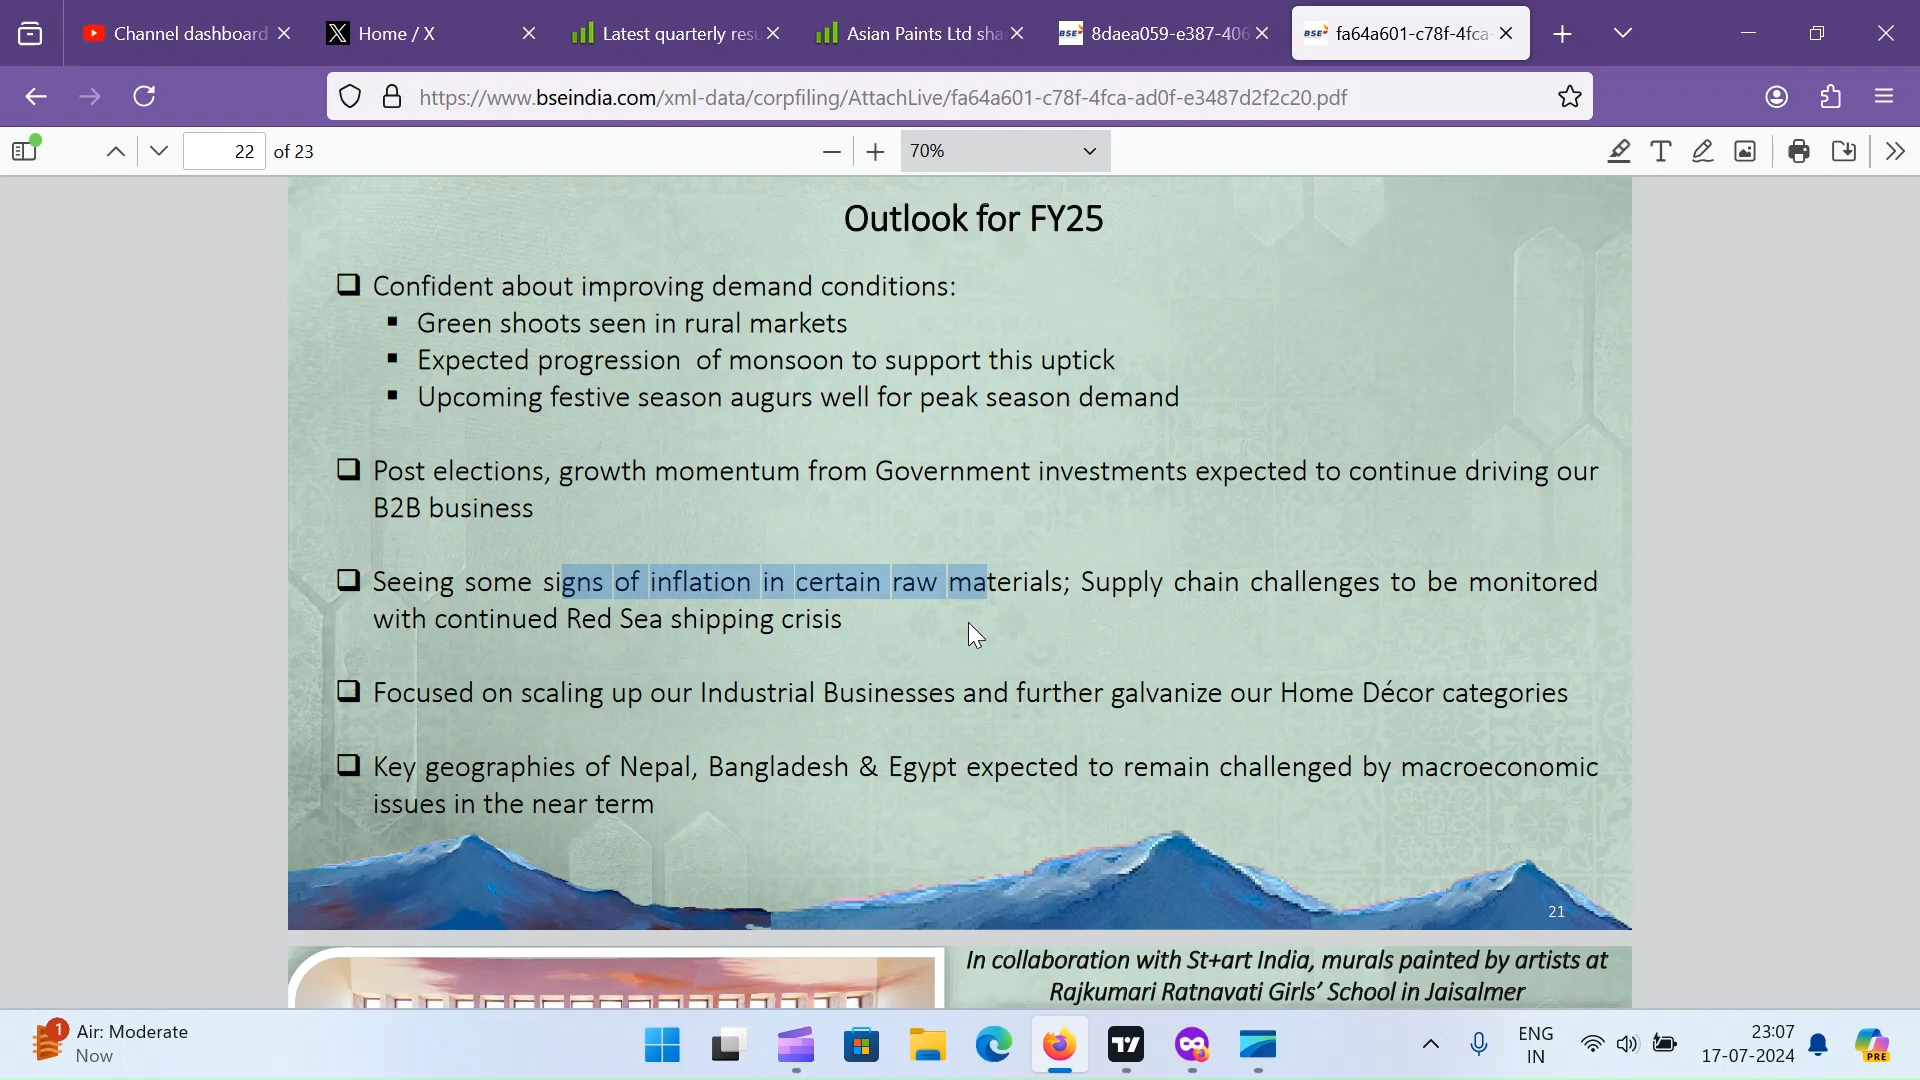 Channel dashboard
Home / X
Latest quarterly resu
Asian Paints Ltd sha
BSE
8daea059-e387-406
BSE
fa64a601-c78f-4fca-
https://www.bseindia.com/xml-data/corpfiling/AttachLive/fa64a601-c78f-4fca-ad0f-e3487d2f2c20.pdf
22 of 23
70%
Outlook for FY25
Confident about improving demand conditions:
Green shoots seen in rural markets
Expected progression of monsoon to support this uptick
Upcoming festive season augurs well for peak season demand
Post elections, growth momentum from Government investments expected to continue driving our
B2B business
Seeing some signs of inflation in certain raw materials; Supply chain challenges to be monitored
with continued Red Sea shipping crisis
Focused on scaling up our Industrial Businesses and further galvanize our Home Décor categories
Key geographies of Nepal, Bangladesh & Egypt expected to remain challenged by macroeconomic
issues in the near term
21
In collaboration with St+art India, murals painted by artists at
Rajkumari Ratnavati Girls' School in Jaisalmer
1
Air: Moderate
Now
ENG
IN
23:07
17-07-2024
PRE